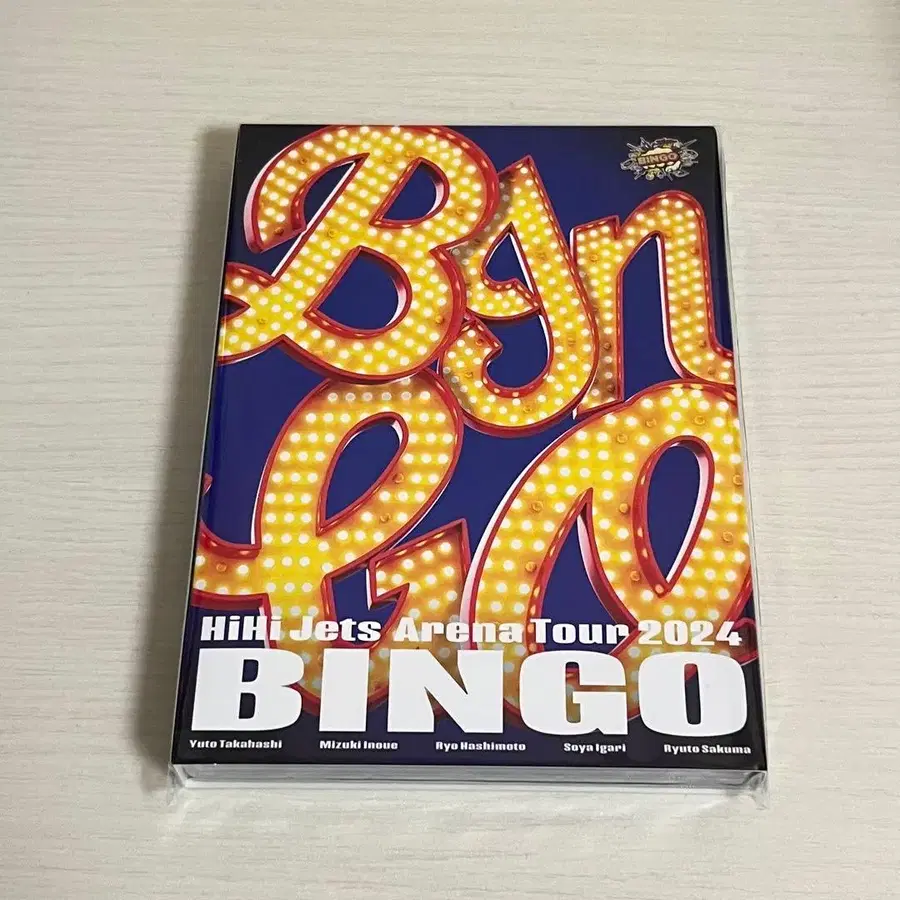 BINGO
Bingo
HiHi Jets Arena Tour 2024
BINGO
Yuto Takahashi Mizuki Inoue Ryo Hashimoto Soya Igari Ryuto Sakuma